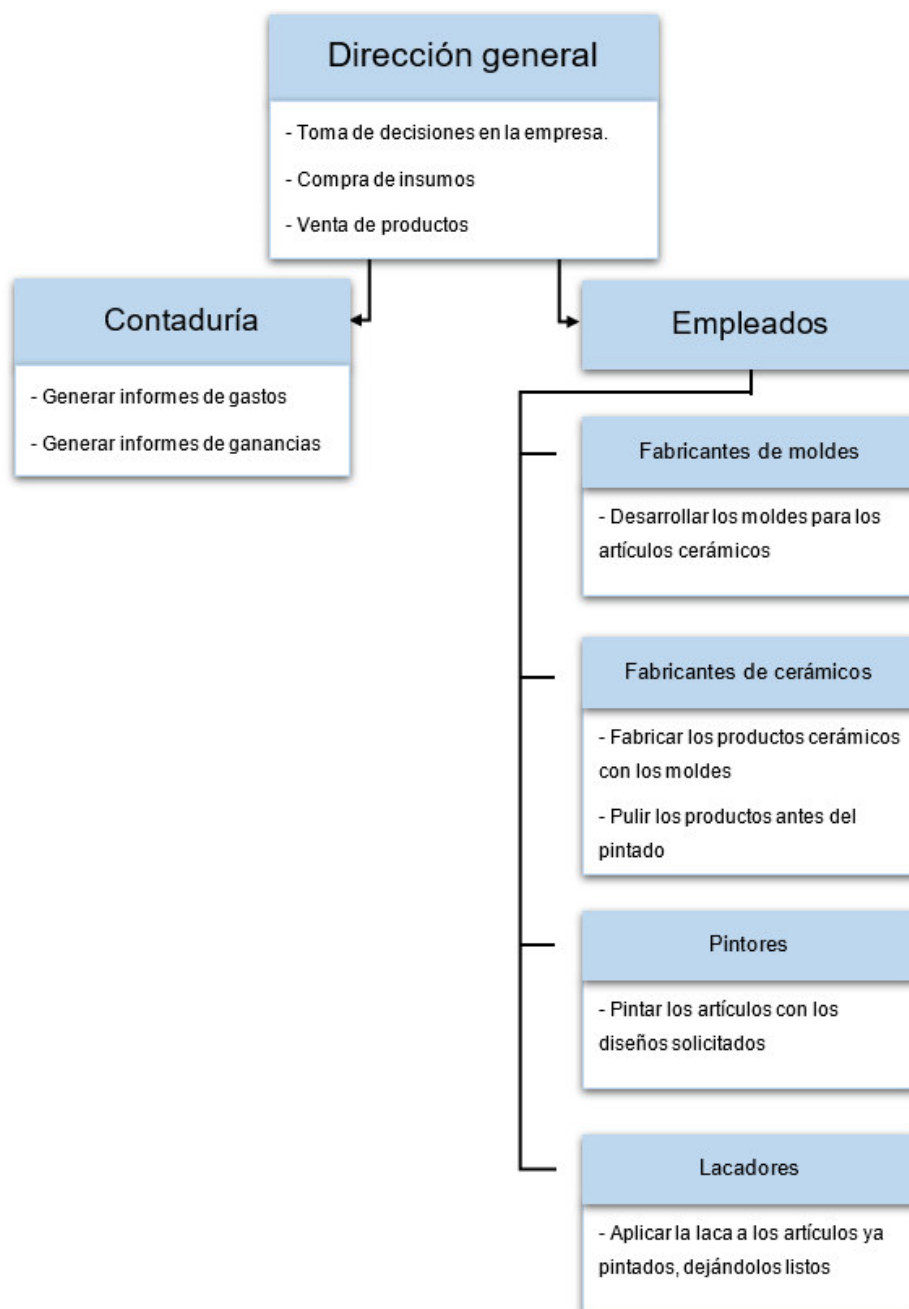 Dirección general
- Toma de decisiones en la empresa.
- Compra de insumos
- Venta de productos
Contaduría
- Generar informes de gastos
- Generar informes de ganancias
Empleados
Fabricantes de moldes
- Desarrollar los moldes para los
artículos cerámicos
Fabricantes de cerámicos
- Fabricar los productos cerámicos
con los moldes
- Pulir los productos antes del
pintado
Pintores
- Pintar los artículos con los
diseños solicitados
Lacadores
- Aplicar la laca a los artículos ya
pintados, dejándolos listos